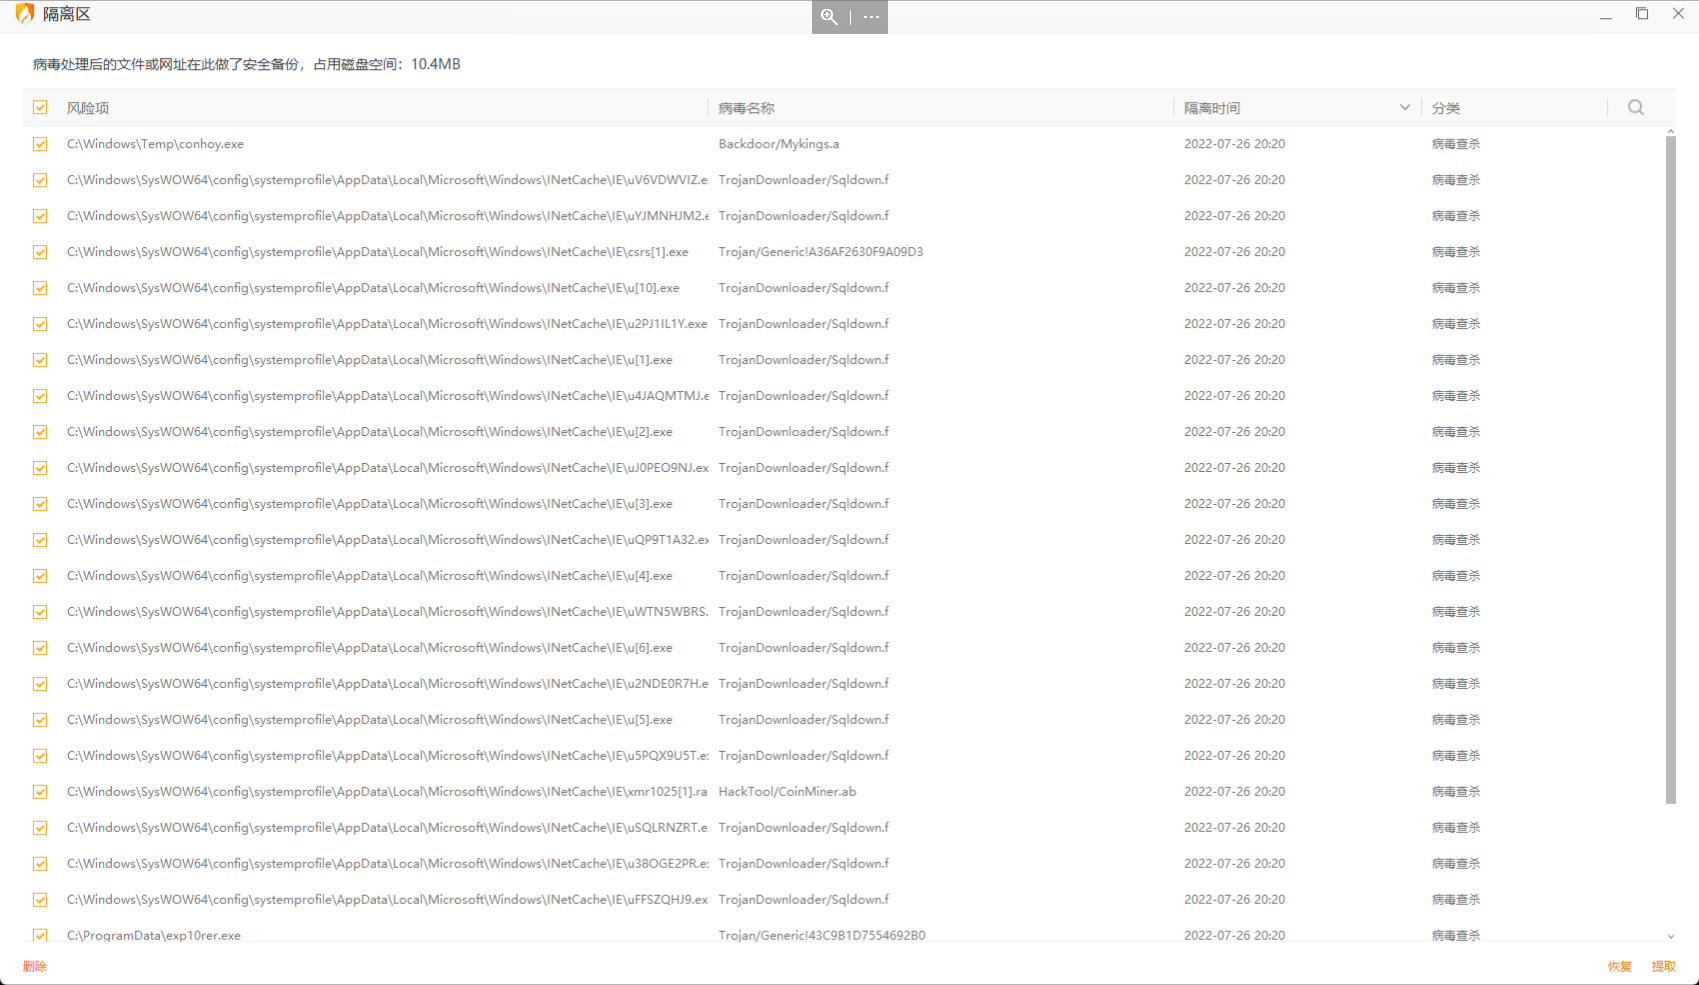 隔离区
病毒处理后的文件或网址在此做了安全备份，占用磁盘空间：10.4MB
风险项 病毒名称 隔离时间 分类
C:\Windows\Temp\conhoy.exe Backdoor/Mykings.a 2022-07-26 20:20 病毒查杀
C:\Windows\SysWOW64\config\systemprofile\AppData\Local\Microsoft\Windows\INetCache\IE\uV6VDWVIZ.e: TrojanDownloader/Sqldown.f 2022-07-26 20:20 病毒查杀
C:\Windows\SysWOW64\config\systemprofile\AppData\Local\Microsoft\Windows\INetCache\IE\uYJMNHJM2.e TrojanDownloader/Sqldown.f 2022-07-26 20:20 病毒查杀
C:\Windows\SysWOW64\config\systemprofile\AppData\Local\Microsoft\Windows\INetCache\IE\csrs[1].exe Trojan/Generic!A36AF2630F9A09D3 2022-07-26 20:20 病毒查杀
C:\Windows\SysWOW64\config\systemprofile\AppData\Local\Microsoft\Windows\INetCache\IE\u[10].exe TrojanDownloader/Sqldown.f 2022-07-26 20:20 病毒查杀
C:\Windows\SysWOW64\config\systemprofile\AppData\Local\Microsoft\Windows\INetCache\IE\u2PJ1IL1Y.exe TrojanDownloader/Sqldown.f 2022-07-26 20:20 病毒查杀
C:\Windows\SysWOW64\config\systemprofile\AppData\Local\Microsoft\Windows\INetCache\IE\u[1].exe TrojanDownloader/Sqldown.f 2022-07-26 20:20 病毒查杀
C:\Windows\SysWOW64\config\systemprofile\AppData\Local\Microsoft\Windows\INetCache\IE\u4JAQMTMJ.e TrojanDownloader/Sqldown.f 2022-07-26 20:20 病毒查杀
C:\Windows\SysWOW64\config\systemprofile\AppData\Local\Microsoft\Windows\INetCache\IE\u[2].exe TrojanDownloader/Sqldown.f 2022-07-26 20:20 病毒查杀
C:\Windows\SysWOW64\config\systemprofile\AppData\Local\Microsoft\Windows\INetCache\IE\uJ0PEO9NJ.ex TrojanDownloader/Sqldown.f 2022-07-26 20:20 病毒查杀
C:\Windows\SysWOW64\config\systemprofile\AppData\Local\Microsoft\Windows\INetCache\IE\u[3].exe TrojanDownloader/Sqldown.f 2022-07-26 20:20 病毒查杀
C:\Windows\SysWOW64\config\systemprofile\AppData\Local\Microsoft\Windows\INetCache\IE\uQP9T1A32.ex TrojanDownloader/Sqldown.f 2022-07-26 20:20 病毒查杀
C:\Windows\SysWOW64\config\systemprofile\AppData\Local\Microsoft\Windows\INetCache\IE\u[4].exe TrojanDownloader/Sqldown.f 2022-07-26 20:20 病毒查杀
C:\Windows\SysWOW64\config\systemprofile\AppData\Local\Microsoft\Windows\INetCache\IE\uWTN5WBRS. TrojanDownloader/Sqldown.f 2022-07-26 20:20 病毒查杀
C:\Windows\SysWOW64\config\systemprofile\AppData\Local\Microsoft\Windows\INetCache\IE\u[6].exe TrojanDownloader/Sqldown.f 2022-07-26 20:20 病毒查杀
C:\Windows\SysWOW64\config\systemprofile\AppData\Local\Microsoft\Windows\INetCache\IE\u2NDE0R7H.e TrojanDownloader/Sqldown.f 2022-07-26 20:20 病毒查杀
C:\Windows\SysWOW64\config\systemprofile\AppData\Local\Microsoft\Windows\INetCache\IE\u[5].exe TrojanDownloader/Sqldown.f 2022-07-26 20:20 病毒查杀
C:\Windows\SysWOW64\config\systemprofile\AppData\Local\Microsoft\Windows\INetCache\IE\u5PQX9U5T.e: TrojanDownloader/Sqldown.f 2022-07-26 20:20 病毒查杀
C:\Windows\SysWOW64\config\systemprofile\AppData\Local\Microsoft\Windows\INetCache\IE\xmr1025[1].ra HackTool/CoinMiner.ab 2022-07-26 20:20 病毒查杀
C:\Windows\SysWOW64\config\systemprofile\AppData\Local\Microsoft\Windows\INetCache\IE\uSQLRNZRT.e: TrojanDownloader/Sqldown.f 2022-07-26 20:20 病毒查杀
C:\Windows\SysWOW64\config\systemprofile\AppData\Local\Microsoft\Windows\INetCache\IE\u38OGE2PR.e: TrojanDownloader/Sqldown.f 2022-07-26 20:20 病毒查杀
C:\Windows\SysWOW64\config\systemprofile\AppData\Local\Microsoft\Windows\INetCache\IE\uFFSZQHJ9.ex TrojanDownloader/Sqldown.f 2022-07-26 20:20 病毒查杀
C:\ProgramData\exp10rer.exe Trojan/Generic!43C9B1D7554692B0 2022-07-26 20:20 病毒查杀
删除 恢复 提取